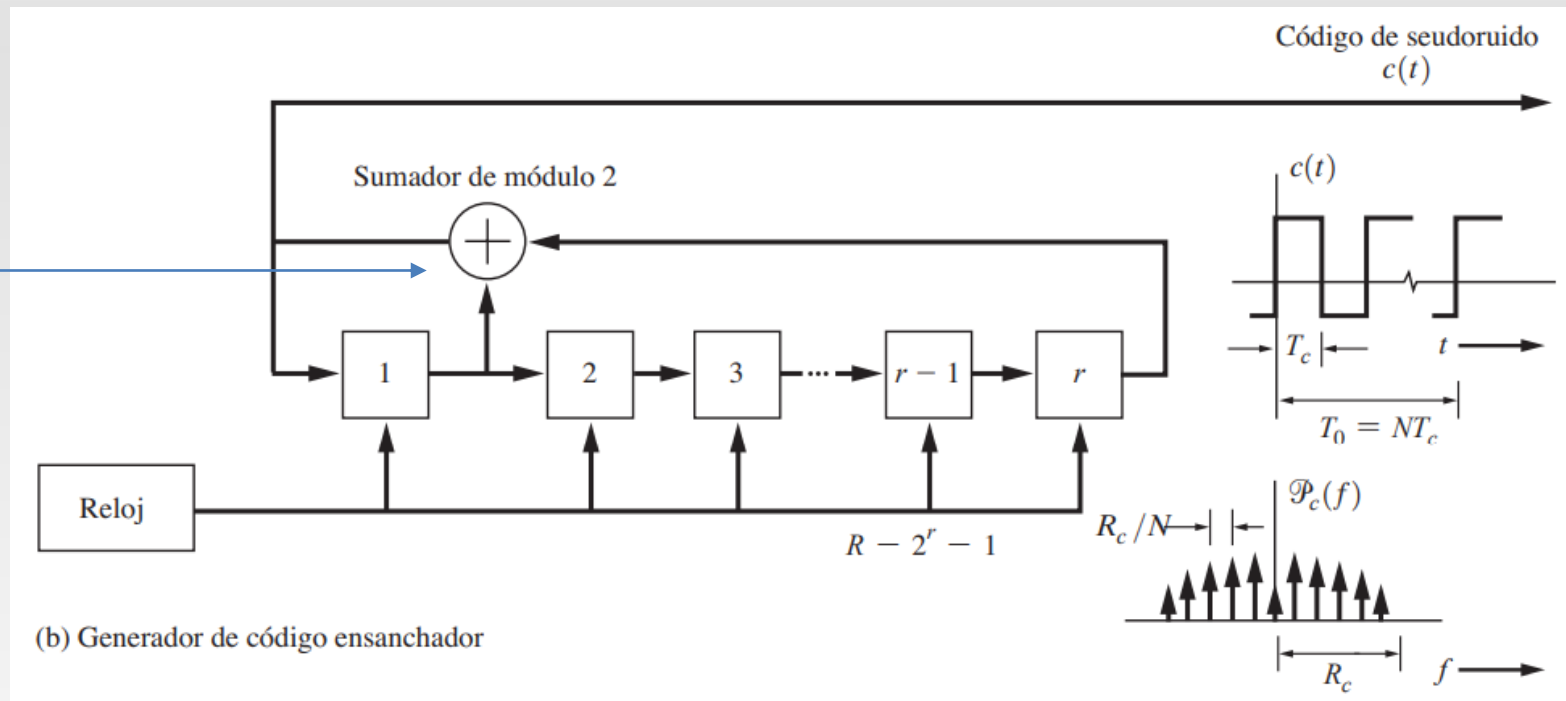 Código de seudoruido
c(t)
Sumador de módulo 2
+
c(t)
1 2 3 ... r − 1 r
T_c t
T_0 = NT_c
Reloj
𝒫_c(f)
R_c/N
R − 2^r − 1
(b) Generador de código ensanchador
R_c f